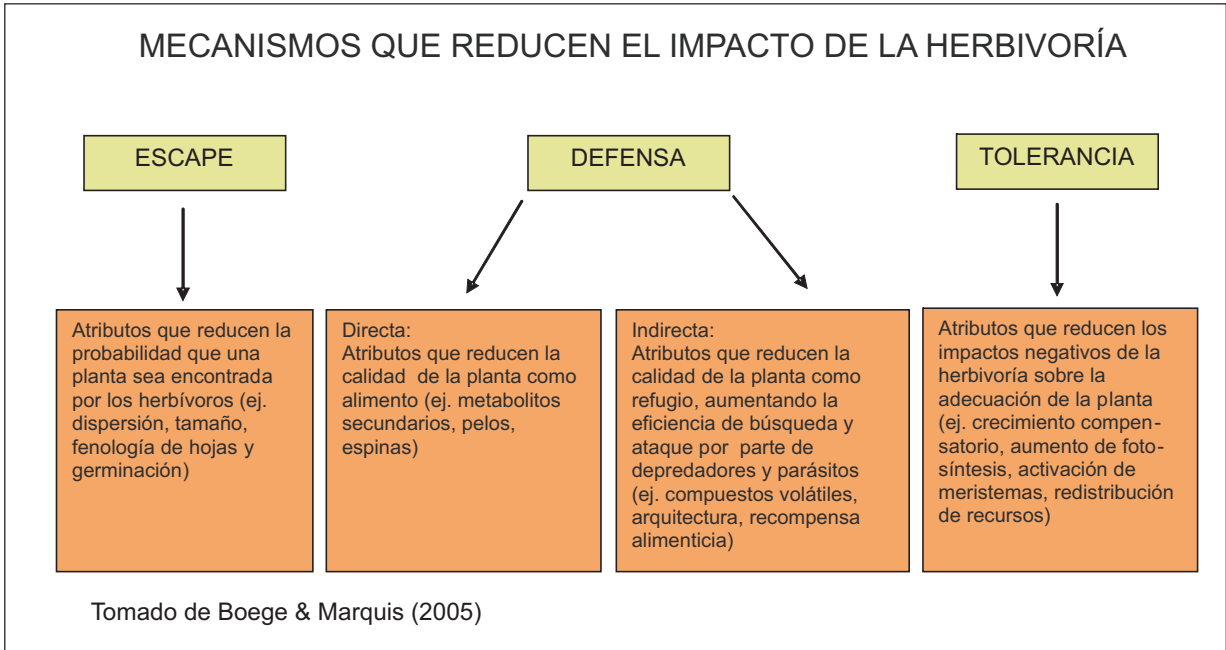 MECANISMOS QUE REDUCEN EL IMPACTO DE LA HERBIVORÍA
ESCAPE
DEFENSA
TOLERANCIA
Atributos que reducen la
probabilidad que una
planta sea encontrada
por los herbívoros (ej.
dispersión, tamaño,
fenología de hojas y
germinación)
Directa:
Atributos que reducen la
calidad de la planta como
alimento (ej. metabolitos
secundarios, pelos,
espinas)
Indirecta:
Atributos que reducen la
calidad de la planta como
refugio, aumentando la
eficiencia de búsqueda y
ataque por parte de
depredadores y parásitos
(ej. compuestos volátiles,
arquitectura, recompensa
alimenticia)
Atributos que reducen los
impactos negativos de la
herbivoría sobre la
adecuación de la planta
(ej. crecimiento compen-
satorio, aumento de foto-
síntesis, activación de
meristemas, redistribución
de recursos)
Tomado de Boege & Marquis (2005)